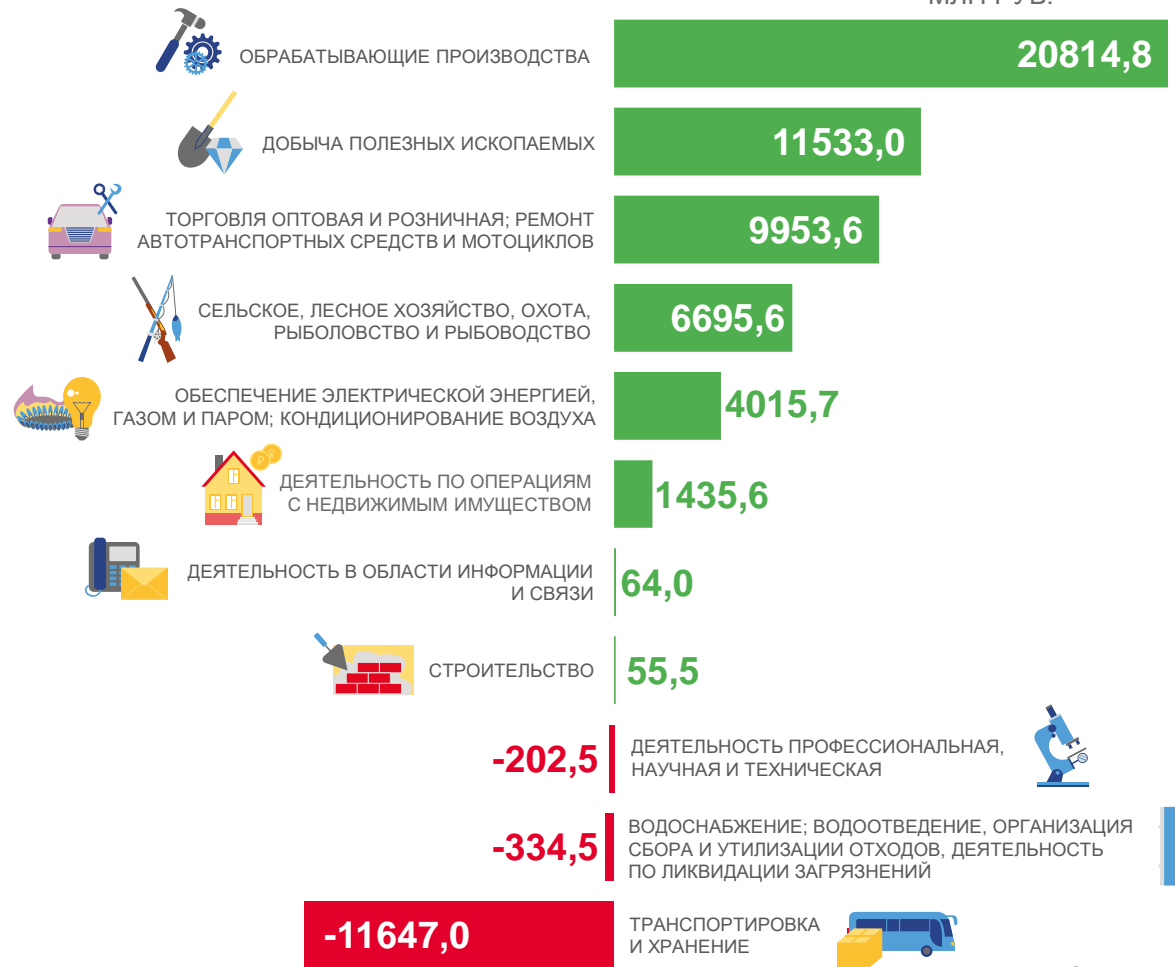 МЛН РУБ.
ОБРАБАТЫВАЮЩИЕ ПРОИЗВОДСТВА
20814,8
ДОБЫЧА ПОЛЕЗНЫХ ИСКОПАЕМЫХ
11533,0
ТОРГОВЛЯ ОПТОВАЯ И РОЗНИЧНАЯ; РЕМОНТ
АВТОТРАНСПОРТНЫХ СРЕДСТВ И МОТОЦИКЛОВ
9953,6
СЕЛЬСКОЕ, ЛЕСНОЕ ХОЗЯЙСТВО, ОХОТА,
РЫБОЛОВСТВО И РЫБОВОДСТВО
6695,6
ОБЕСПЕЧЕНИЕ ЭЛЕКТРИЧЕСКОЙ ЭНЕРГИЕЙ,
ГАЗОМ И ПАРОМ; КОНДИЦИОНИРОВАНИЕ ВОЗДУХА
4015,7
ДЕЯТЕЛЬНОСТЬ ПО ОПЕРАЦИЯМ
С НЕДВИЖИМЫМ ИМУЩЕСТВОМ
1435,6
ДЕЯТЕЛЬНОСТЬ В ОБЛАСТИ ИНФОРМАЦИИ
И СВЯЗИ
64,0
СТРОИТЕЛЬСТВО
55,5
-202,5
ДЕЯТЕЛЬНОСТЬ ПРОФЕССИОНАЛЬНАЯ,
НАУЧНАЯ И ТЕХНИЧЕСКАЯ
-334,5
ВОДОСНАБЖЕНИЕ; ВОДООТВЕДЕНИЕ, ОРГАНИЗАЦИЯ
СБОРА И УТИЛИЗАЦИИ ОТХОДОВ, ДЕЯТЕЛЬНОСТЬ
ПО ЛИКВИДАЦИИ ЗАГРЯЗНЕНИЙ
-11647,0
ТРАНСПОРТИРОВКА
И ХРАНЕНИЕ